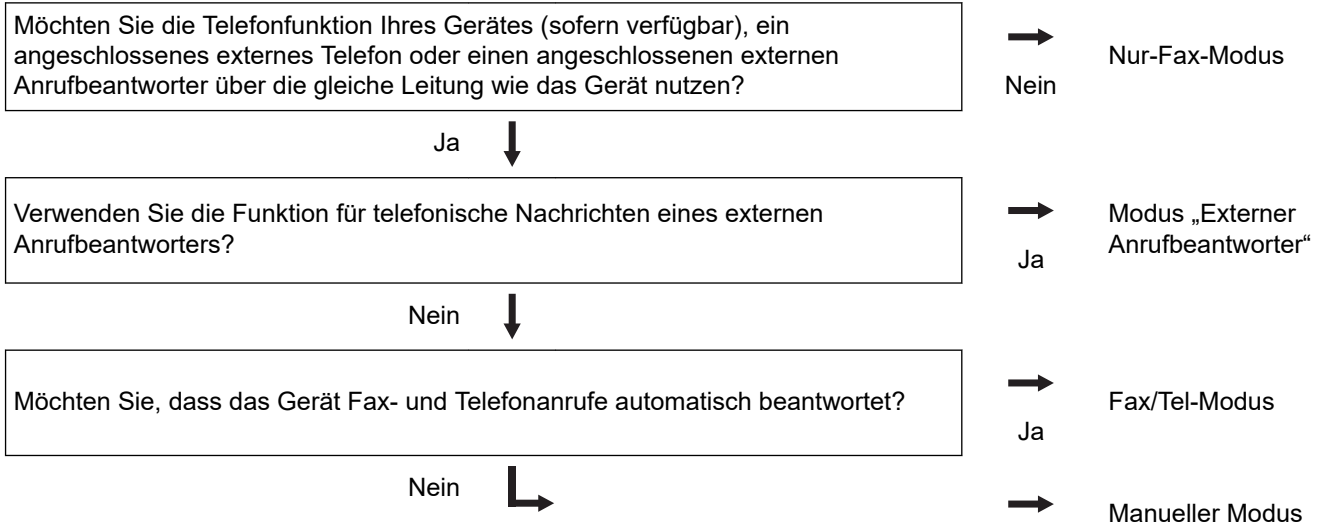 Möchten Sie die Telefonfunktion Ihres Gerätes (sofern verfügbar), ein
angeschlossenes externes Telefon oder einen angeschlossenen externen
Anrufbeantworter über die gleiche Leitung wie das Gerät nutzen?
Nein
Nur-Fax-Modus
Ja
Verwenden Sie die Funktion für telefonische Nachrichten eines externen
Anrufbeantworters?
Ja
Modus „Externer
Anrufbeantworter“
Nein
Möchten Sie, dass das Gerät Fax- und Telefonanrufe automatisch beantwortet?
Ja
Fax/Tel-Modus
Nein
Manueller Modus